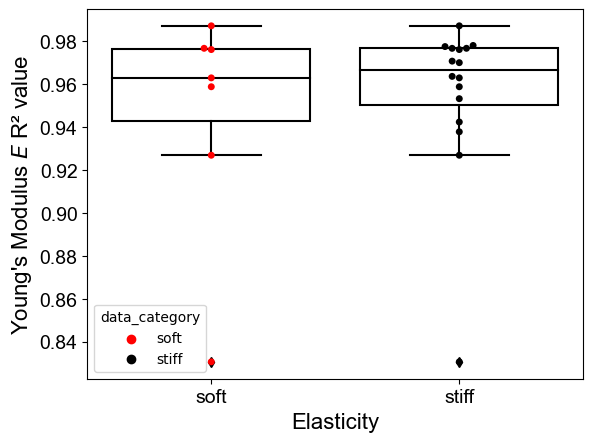 Young's Modulus E R² value
0.98
0.96
0.94
0.92
0.90
0.88
0.86
0.84
data_category
soft
stiff
soft
stiff
Elasticity